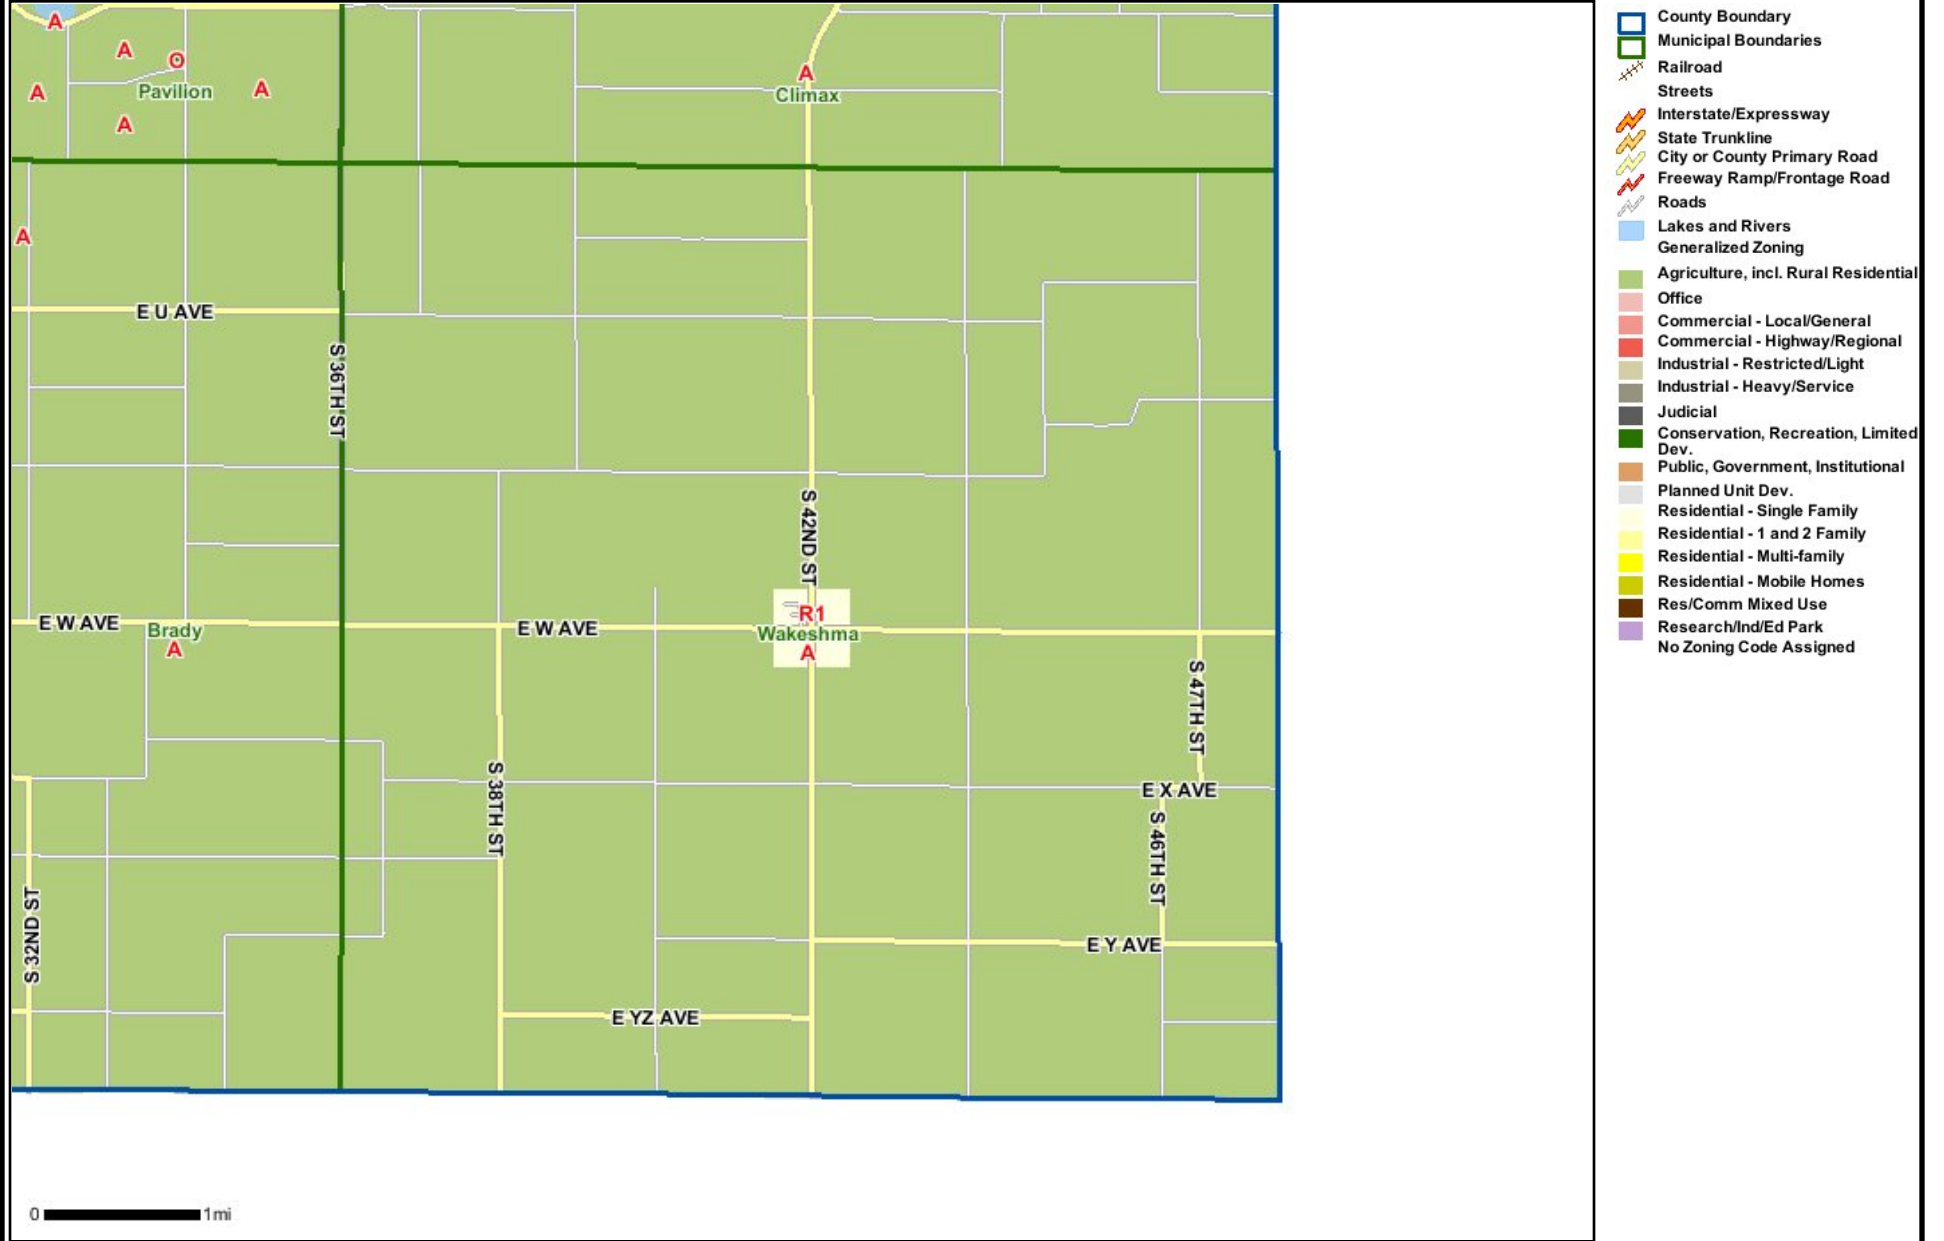 A
A
O
A
A
Pavilion
A
A
Climax
A
E U AVE
S 36TH ST
S 42ND ST
E W AVE
Brady
A
E W AVE
R1
Wakeshma
A
S 47TH ST
S 38TH ST
E X AVE
S 46TH ST
S 32ND ST
E Y AVE
E YZ AVE
0 1mi
County Boundary
Municipal Boundaries
Railroad
Streets
Interstate/Expressway
State Trunkline
City or County Primary Road
Freeway Ramp/Frontage Road
Roads
Lakes and Rivers
Generalized Zoning
Agriculture, incl. Rural Residential
Office
Commercial - Local/General
Commercial - Highway/Regional
Industrial - Restricted/Light
Industrial - Heavy/Service
Judicial
Conservation, Recreation, Limited
Dev.
Public, Government, Institutional
Planned Unit Dev.
Residential - Single Family
Residential - 1 and 2 Family
Residential - Multi-family
Residential - Mobile Homes
Res/Comm Mixed Use
Research/Ind/Ed Park
No Zoning Code Assigned